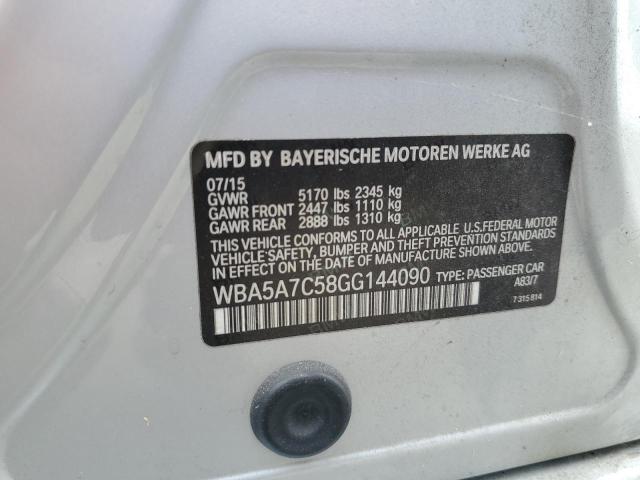 MFD BY BAYERISCHE MOTOREN WERKE AG
07/15
GVWR 5170 lbs 2345 kg
GAWR FRONT 2447 lbs 1110 kg
GAWR REAR 2888 lbs 1310 kg
THIS VEHICLE CONFORMS TO ALL APPLICABLE U.S.FEDERAL MOTOR
VEHICLE SAFETY, BUMPER, AND THEFT PREVENTION STANDARDS
IN EFFECT ON THE DATE OF MANUFACTURE SHOWN ABOVE.
WBA5A7C58GG144090 TYPE: PASSENGER CAR
A83/7
7 315 814